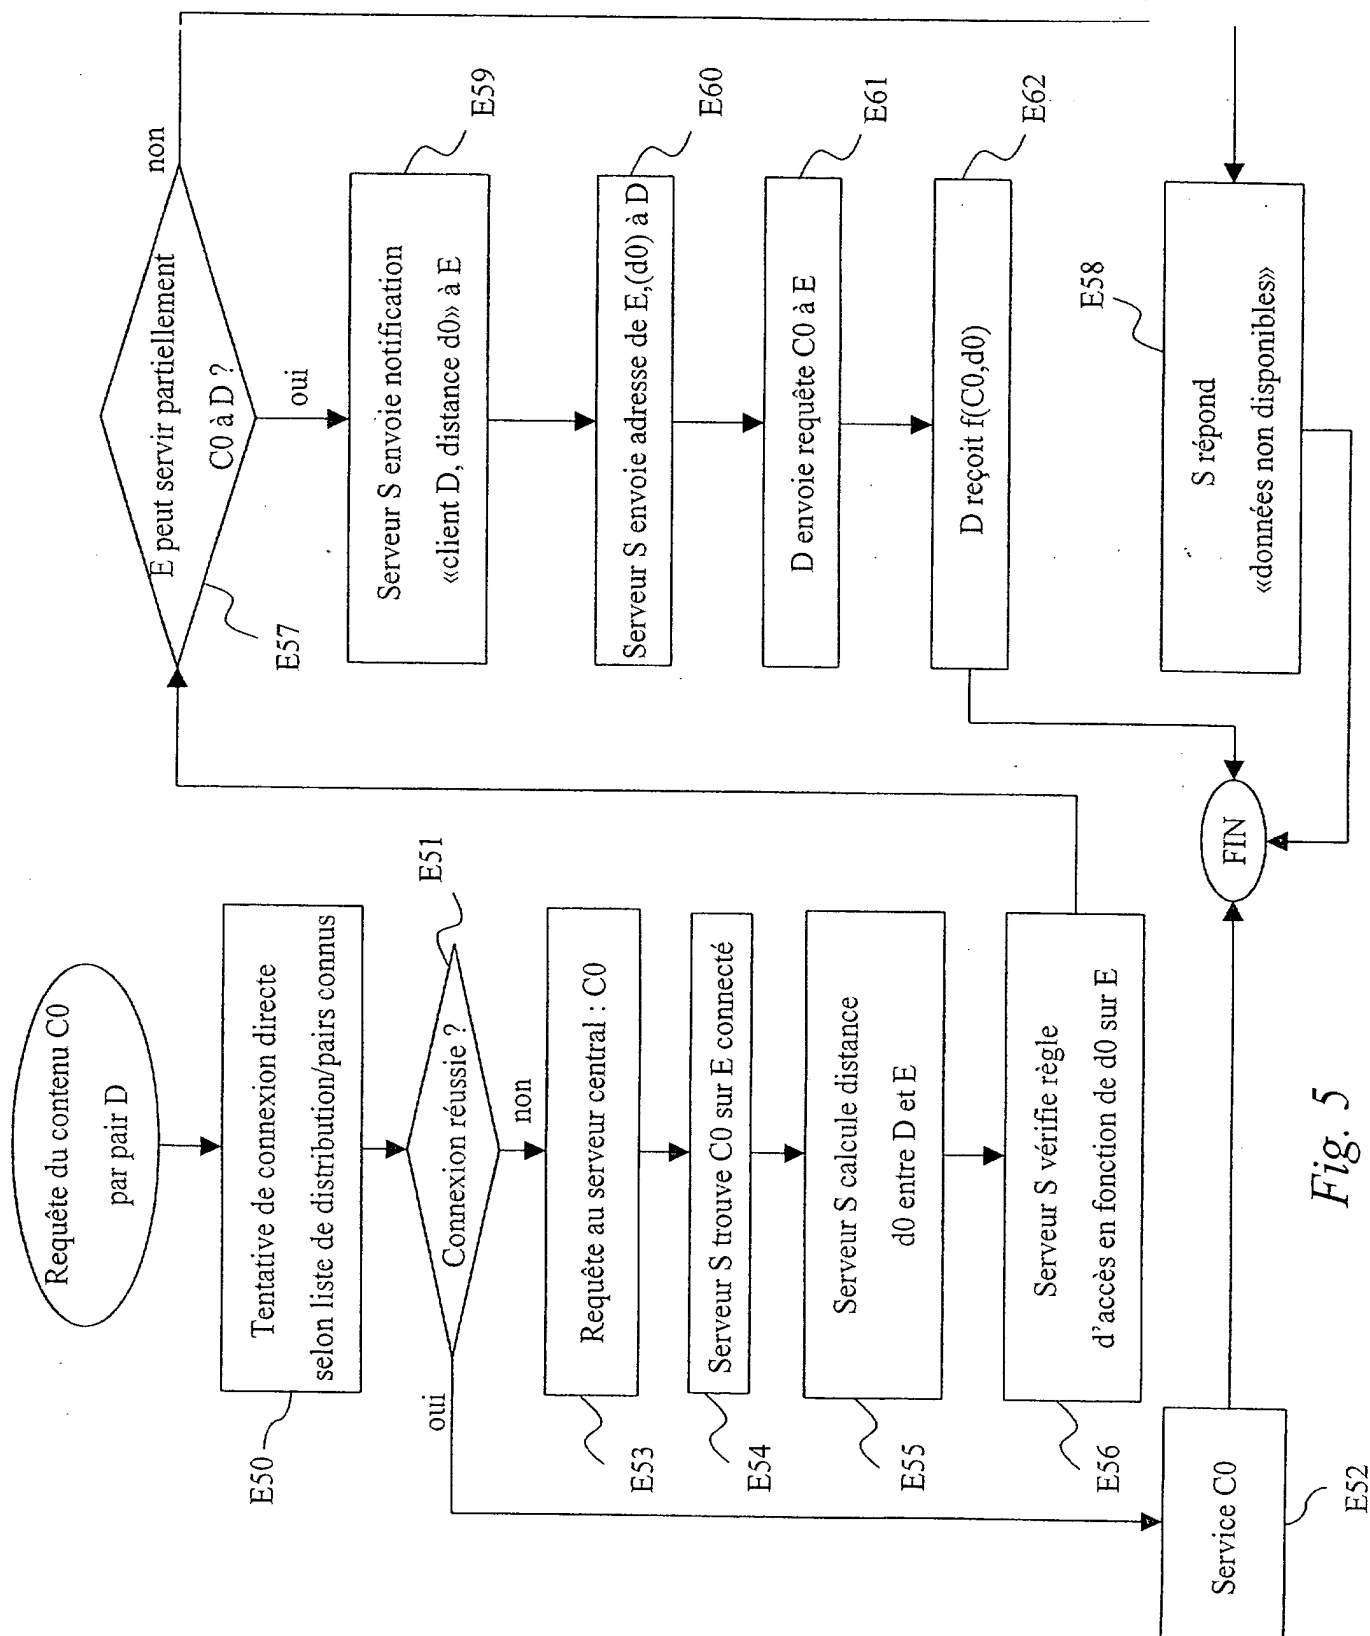 Requête du contenu C0
par pair D
Tentative de connexion directe
selon liste de distribution/pairs connus
E50
Connexion réussie ?
E51
oui
non
Requête au serveur central : C0
E53
Serveur S trouve C0 sur E connecté
E54
Serveur S calcule distance
d0 entre D et E
E55
Serveur S vérifie règle
d'accès en fonction de d0 sur E
E56
Service C0
E52
E peut servir partiellement
C0 à D ?
E57
non
oui
Serveur S envoie notification
«client D, distance d0» à E
E59
Serveur S envoie adresse de E,(d0) à D
E60
D envoie requête C0 à E
E61
D reçoit f(C0,d0)
E62
S répond
«données non disponibles»
E58
FIN
Fig. 5